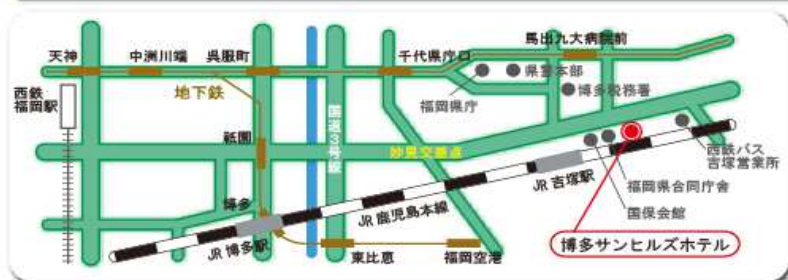 天神
中洲川端
呉服町
千代県庁口
馬出九大病院前
西鉄
福岡駅
地下鉄
福岡県庁
県警本部
博多税務署
国道3号線
祇園
妙見交差点
西鉄バス
吉塚営業所
JR 吉塚駅
福岡県合同庁舎
国保会館
博多
JR 鹿児島本線
JR 博多駅
東比恵
福岡空港
博多サンヒルズホテル